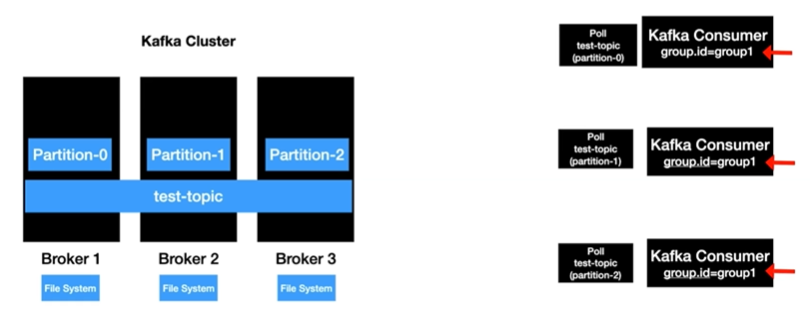 Kafka Cluster
Partition-0
Partition-1
Partition-2
test-topic
Broker 1
Broker 2
Broker 3
File System
File System
File System
Poll
test-topic
(partition-0)
Kafka Consumer
group.id=group1
Poll
test-topic
(partition-1)
Kafka Consumer
group.id=group1
Poll
test-topic
(partition-2)
Kafka Consumer
group.id=group1